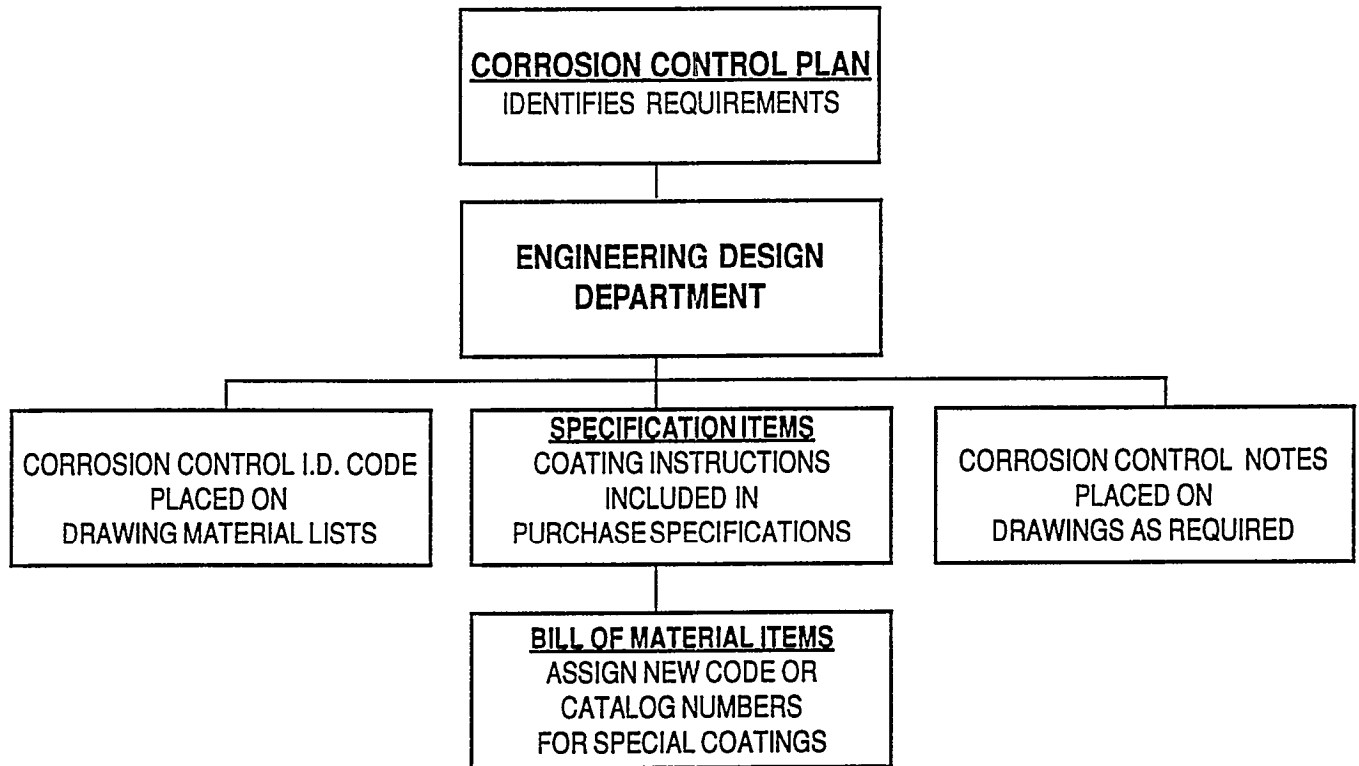 CORROSION CONTROL PLAN
IDENTIFIES REQUIREMENTS
ENGINEERING DESIGN
DEPARTMENT
CORROSION CONTROL I.D. CODE
PLACED ON
DRAWING MATERIAL LISTS
SPECIFICATION ITEMS
COATING INSTRUCTIONS
INCLUDED IN
PURCHASE SPECIFICATIONS
CORROSION CONTROL NOTES
PLACED ON
DRAWINGS AS REQUIRED
BILL OF MATERIAL ITEMS
ASSIGN NEW CODE OR
CATALOG NUMBERS
FOR SPECIAL COATINGS